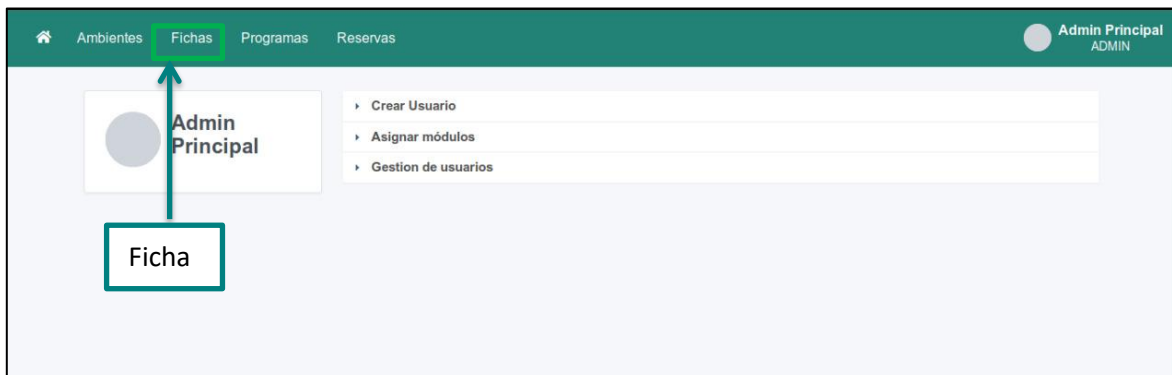 Ambientes Fichas Programas Reservas
Admin Principal
ADMIN
Admin
Principal
Crear Usuario
Asignar módulos
Gestion de usuarios
Ficha